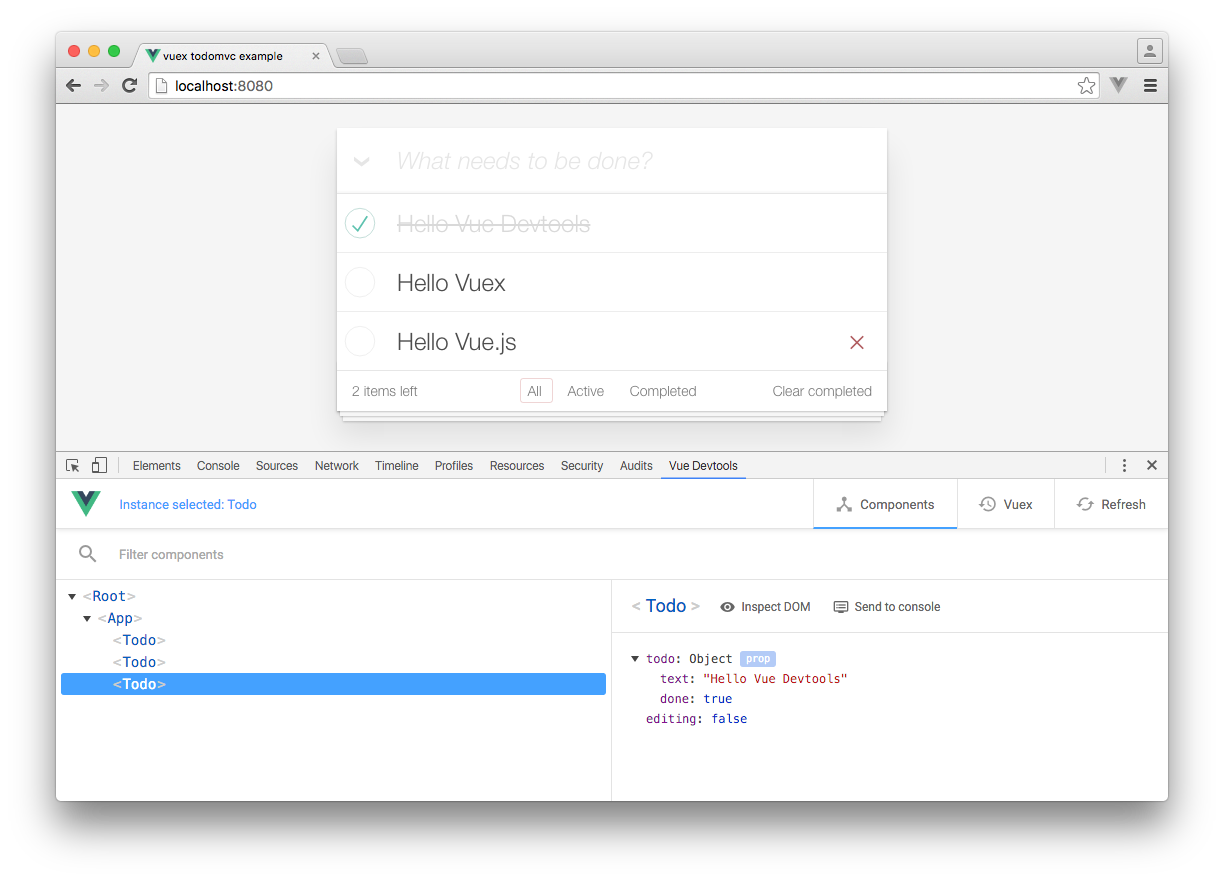 vuex todomvc example
localhost:8080
What needs to be done?
Hello Vue Devtools
Hello Vuex
Hello Vue.js
2 items left All Active Completed Clear completed
Elements Console Sources Network Timeline Profiles Resources Security Audits Vue Devtools
Instance selected: Todo Components Vuex Refresh
Filter components
<Root>
<App>
<Todo>
<Todo>
<Todo>
< Todo > Inspect DOM Send to console
todo: Object prop
text: "Hello Vue Devtools"
done: true
editing: false